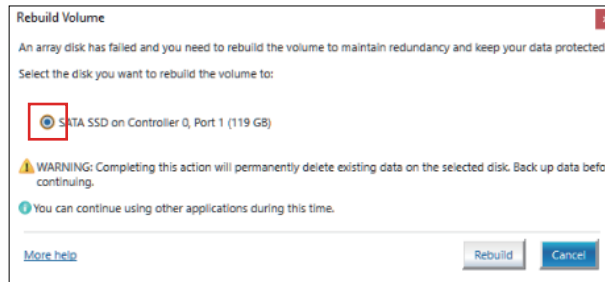 Rebuild Volume
An array disk has failed and you need to rebuild the volume to maintain redundancy and keep your data protected
Select the disk you want to rebuild the volume to:
SATA SSD on Controller 0, Port 1 (119 GB)
WARNING: Completing this action will permanently delete existing data on the selected disk. Back up data befo
continuing.
You can continue using other applications during this time.
More help
Rebuild
Cancel